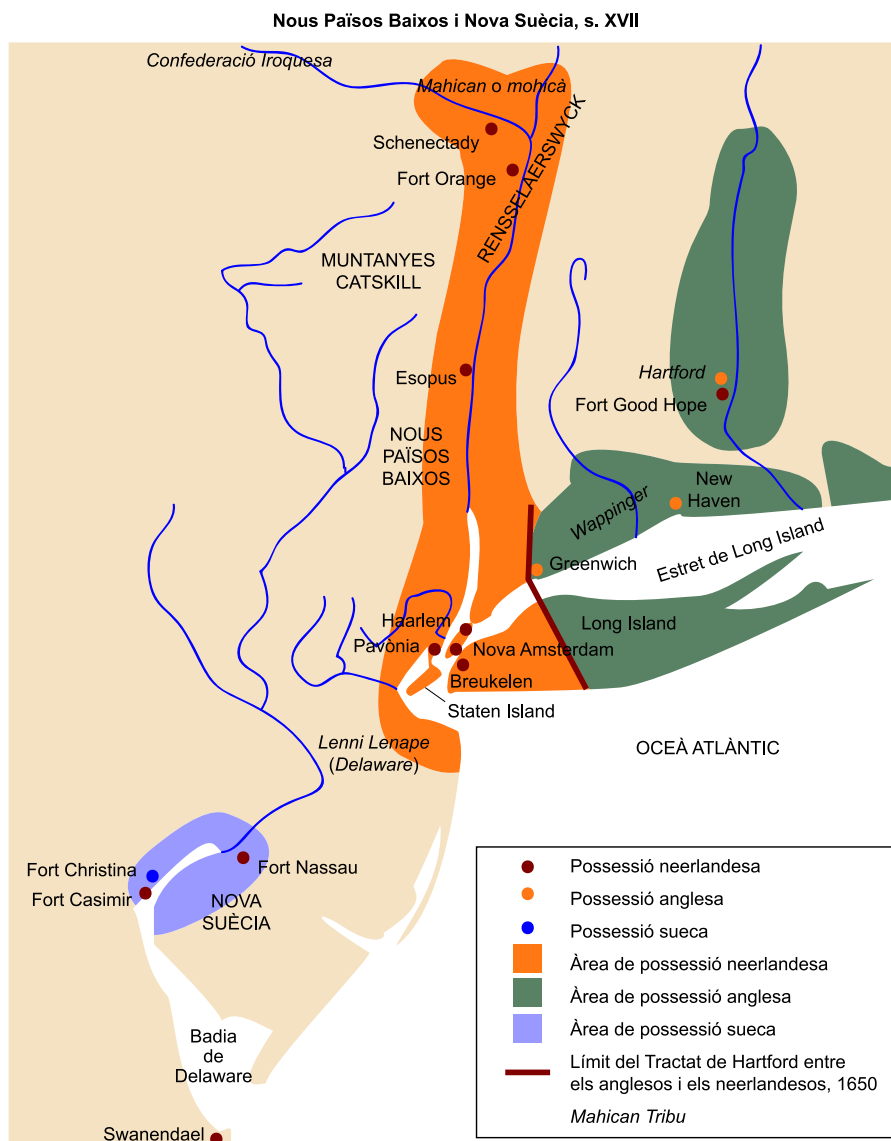 Nous Països Baixos i Nova Suècia, s. XVII
Confederació Iroquesa
Mahican o mohicà
Schenectady
Fort Orange
RENSSELAERSWYCK
MUNTANYES
CATSKILL
Hartford
Fort Good Hope
Esopus
NOUS
PAÏSOS
BAIXOS
New
Haven
Wappinger
Estret de Long Island
Greenwich
Haarlem
Long Island
Pavònia
Nova Amsterdam
Breukelen
Staten Island
Lenni Lenape
(Delaware)
OCEÀ ATLÀNTIC
Fort Christina
Fort Nassau
Fort Casimir
NOVA
SUÈCIA
Badia
de
Delaware
Swanendael
Possessió neerlandesa
Possessió anglesa
Possessió sueca
Àrea de possessió neerlandesa
Àrea de possessió anglesa
Àrea de possessió sueca
Límit del Tractat de Hartford entre
els anglesos i els neerlandesos, 1650
Mahican Tribu